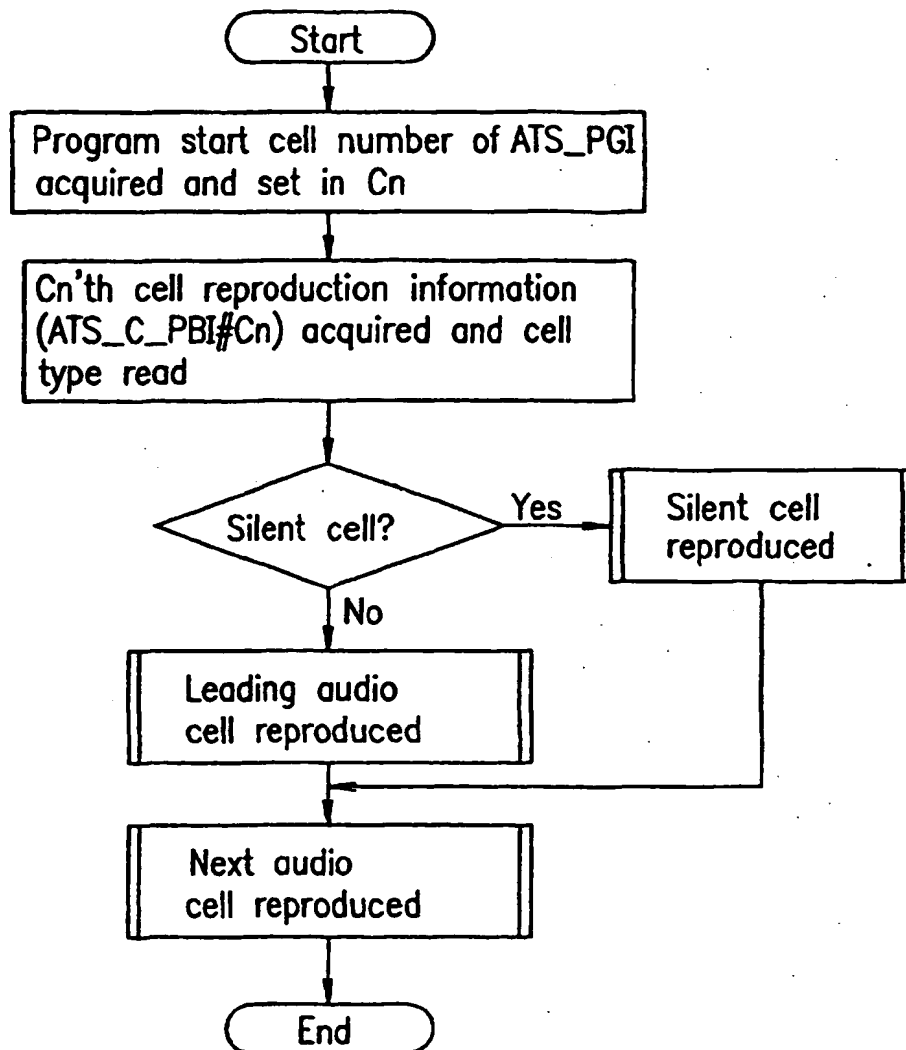 Start
Program start cell number of ATS_PGI
acquired and set in Cn
Cn'th cell reproduction information
(ATS_C_PBI#Cn) acquired and cell
type read
Silent cell?
Yes
Silent cell
reproduced
No
Leading audio
cell reproduced
Next audio
cell reproduced
End